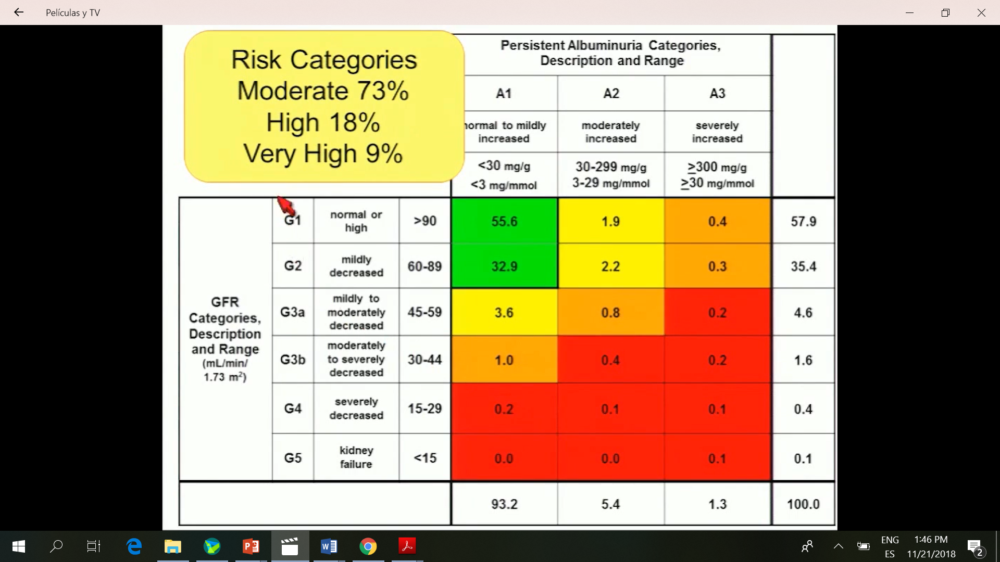 Películas y TV
Risk Categories
Moderate 73%
High 18%
Very High 9%
Persistent Albuminuria Categories,
Description and Range
A1 A2 A3
ormal to mildly
increased
moderately
increased
severely
increased
<30 mg/g
<3 mg/mmol
30-299 mg/g
3-29 mg/mmol
≥300 mg/g
≥30 mg/mmol
GFR
Categories,
Description
and Range
(mL/min/
1.73 m²)
G1
normal or
high
>90
55.6 1.9 0.4 57.9
G2
mildly
decreased
60-89
32.9 2.2 0.3 35.4
G3a
mildly to
moderately
decreased
45-59
3.6 0.8 0.2 4.6
G3b
moderately
to severely
decreased
30-44
1.0 0.4 0.2 1.6
G4
severely
decreased
15-29
0.2 0.1 0.1 0.4
G5
kidney
failure
<15
0.0 0.0 0.1 0.1
93.2 5.4 1.3 100.0
ENG
ES
1:46 PM
11/21/2018
2